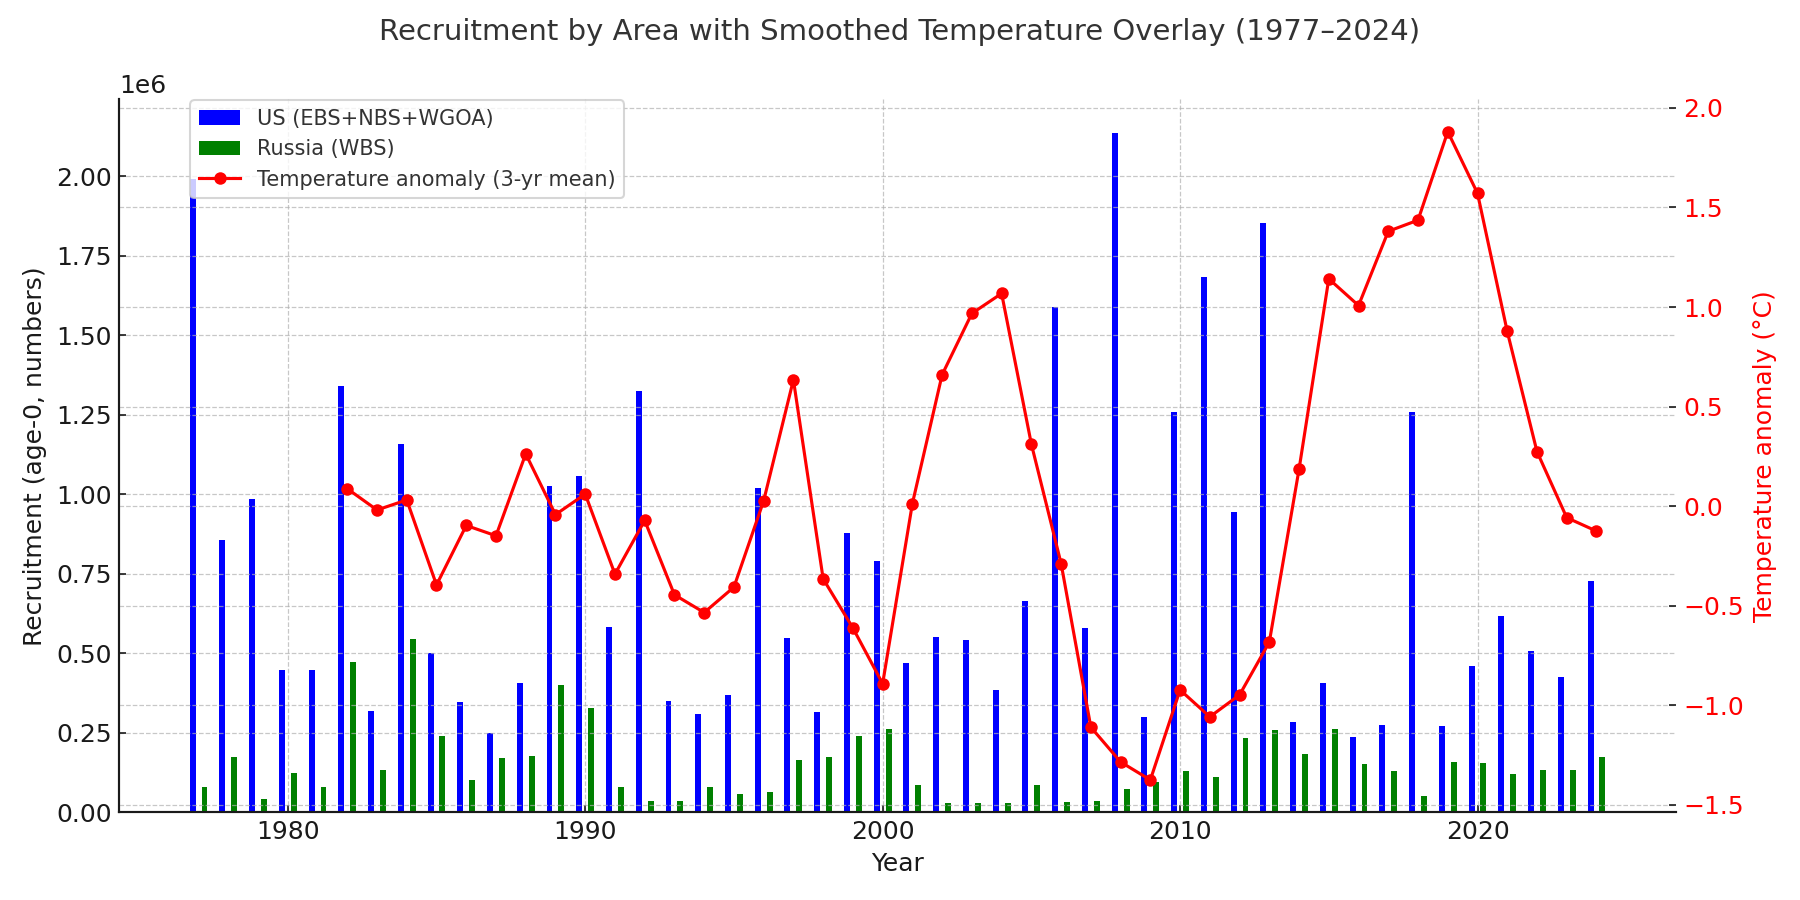 Recruitment by Area with Smoothed Temperature Overlay (1977–2024)
1e6
US (EBS+NBS+WGOA)
Russia (WBS)
Temperature anomaly (3-yr mean)
Recruitment (age-0, numbers)
2.00
1.75
1.50
1.25
1.00
0.75
0.50
0.25
0.00
1980
1990
2000
2010
2020
Year
2.0
1.5
1.0
0.5
0.0
−0.5
−1.0
−1.5
Temperature anomaly (°C)